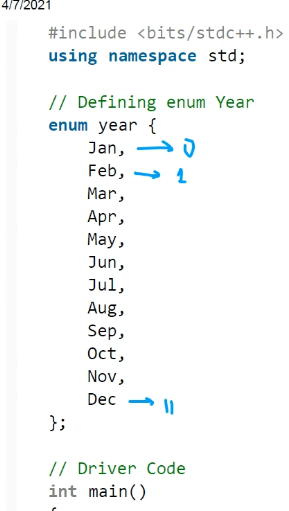 4/7/2021
#include <bits/stdc++.h>
using namespace std;
// Defining enum Year
enum year {
Jan, → 0
Feb, → 1
Mar,
Apr,
May,
Jun,
Jul,
Aug,
Sep,
Oct,
Nov,
Dec → 11
};
// Driver Code
int main()